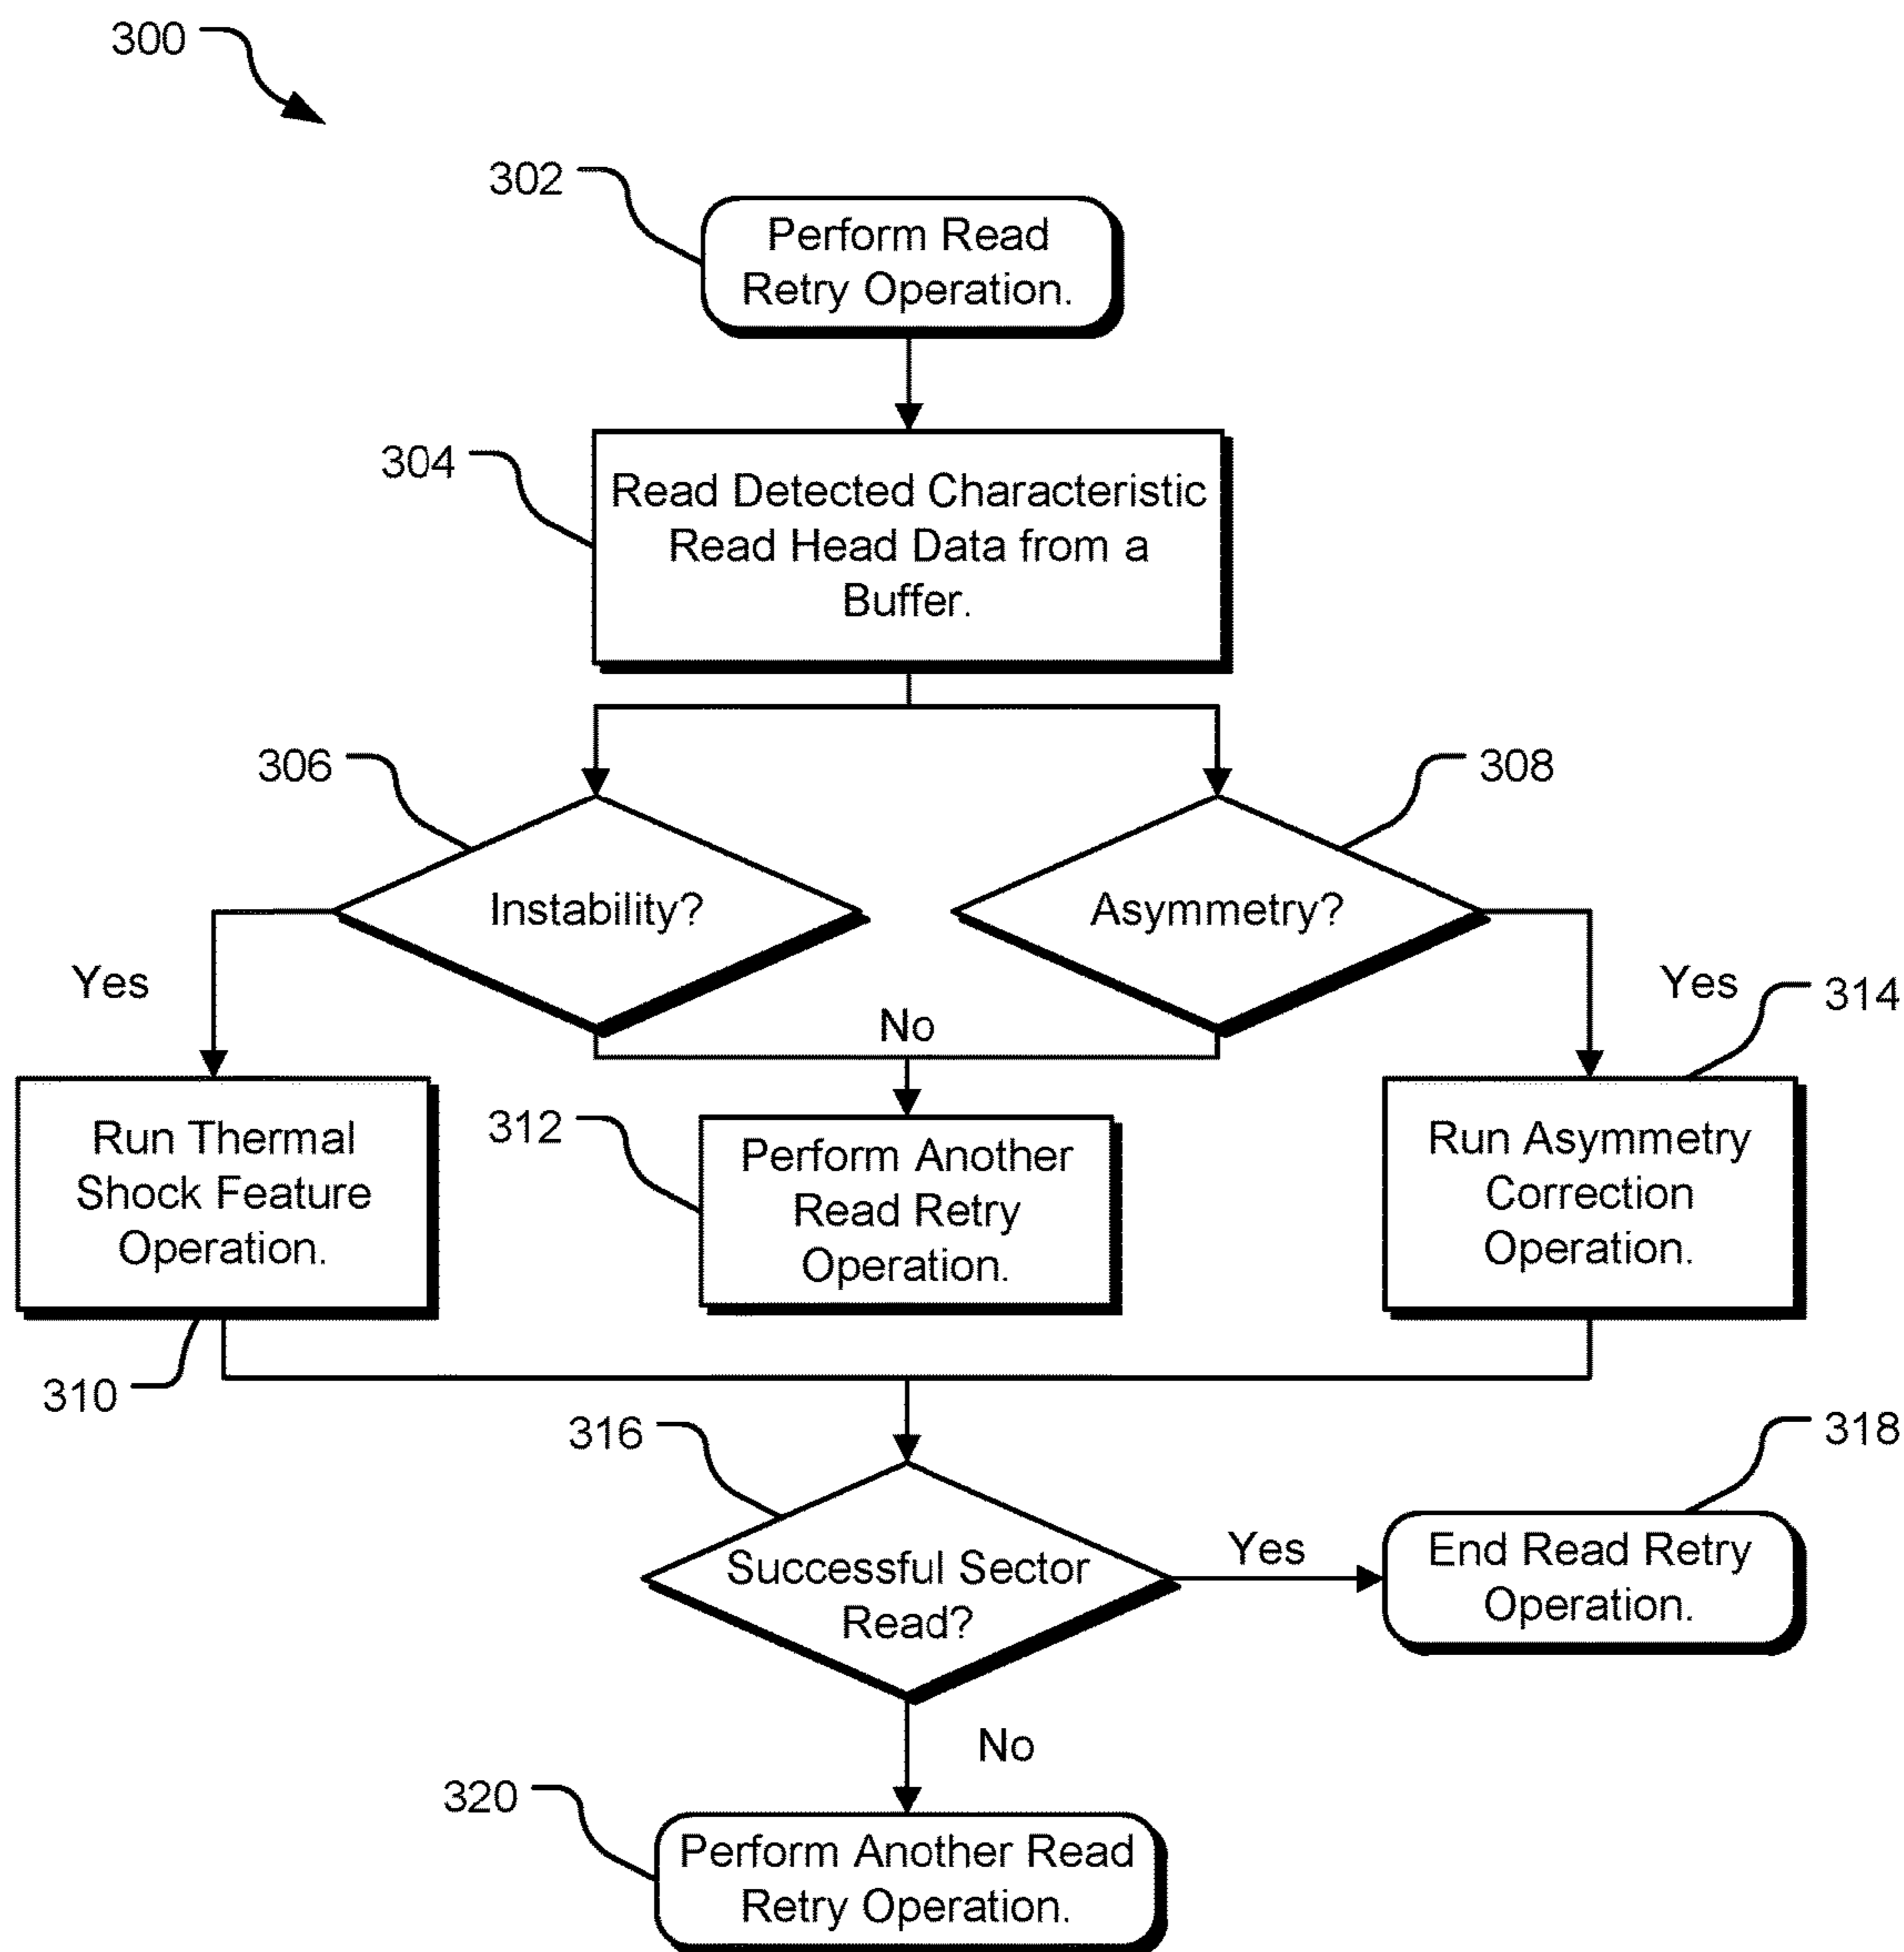 300
302
Perform Read
Retry Operation.
304
Read Detected Characteristic
Read Head Data from a
Buffer.
306
308
Instability?
Asymmetry?
Yes
No
Yes
314
Run Thermal
Shock Feature
Operation.
310
312
Perform Another
Read Retry
Operation.
Run Asymmetry
Correction
Operation.
316
318
Successful Sector
Read?
Yes
End Read Retry
Operation.
No
320
Perform Another Read
Retry Operation.